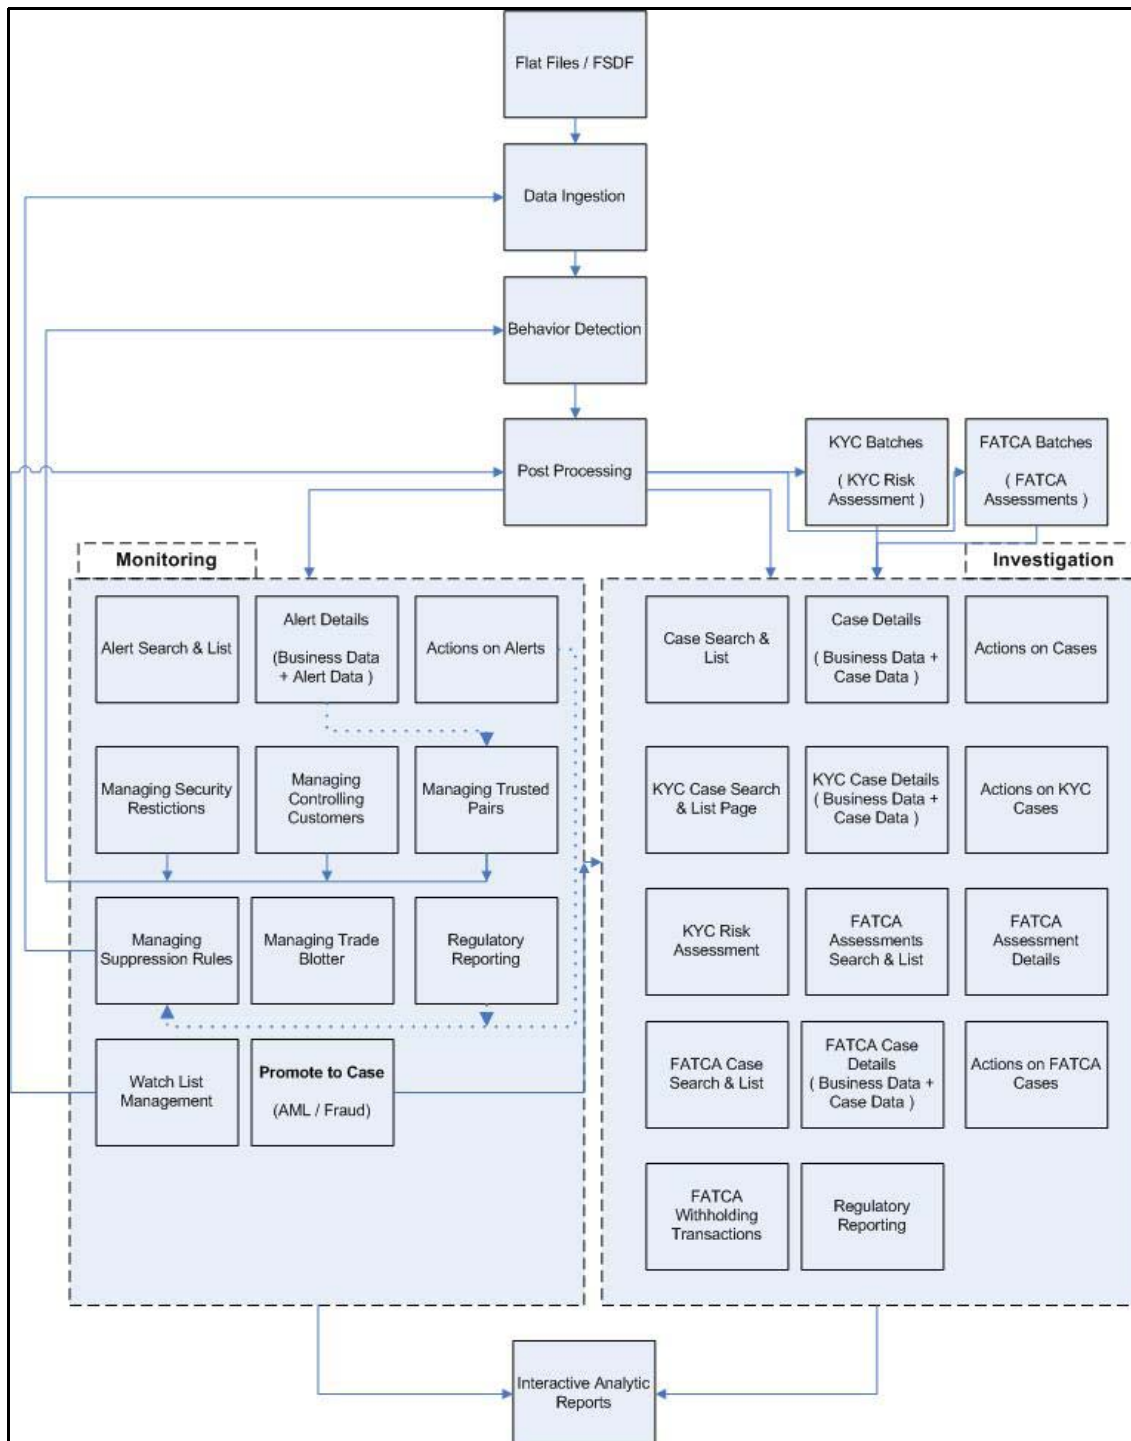 Flat Files / FSDF
Data Ingestion
Behavior Detection
Post Processing
KYC Batches
( KYC Risk
Assessment )
FATCA Batches
( FATCA
Assessments )
Monitoring
Alert Search & List
Alert Details
(Business Data
+ Alert Data )
Actions on Alerts
Managing Security
Restictions
Managing
Controlling
Customers
Managing Trusted
Pairs
Managing
Suppression Rules
Managing Trade
Blotter
Regulatory
Reporting
Watch List
Management
Promote to Case
(AML / Fraud)
Investigation
Case Search &
List
Case Details
( Business Data +
Case Data )
Actions on Cases
KYC Case Search
& List Page
KYC Case Details
( Business Data +
Case Data )
Actions on KYC
Cases
KYC Risk
Assessment
FATCA
Assessments
Search & List
FATCA
Assessment
Details
FATCA Case
Search & List
FATCA Case
Details
( Business Data +
Case Data )
Actions on FATCA
Cases
FATCA
Withholding
Transactions
Regulatory
Reporting
Interactive Analytic
Reports